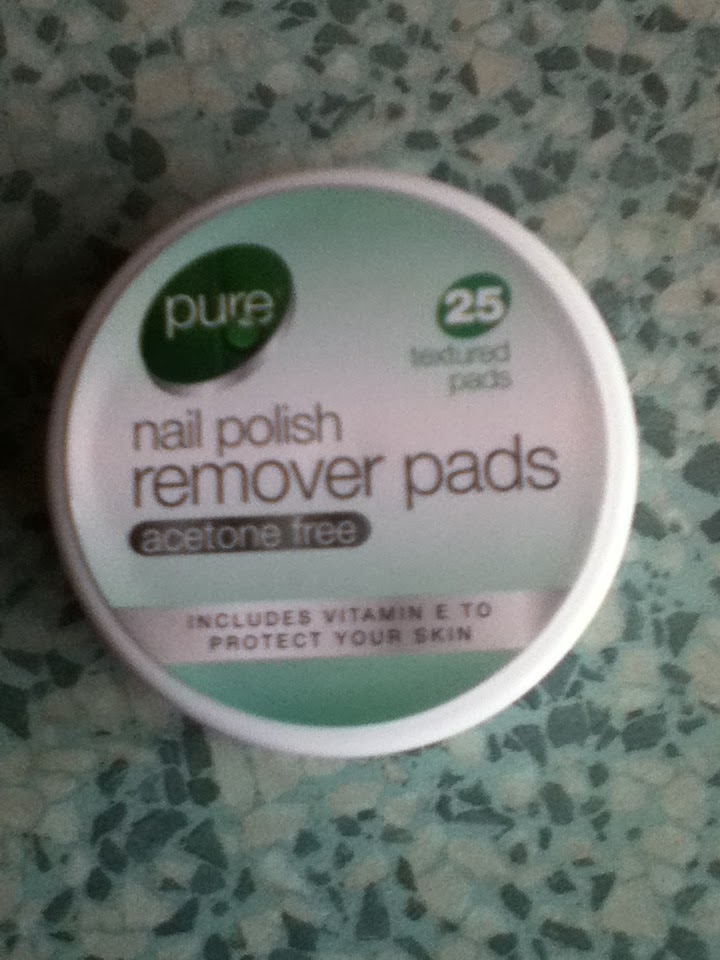 pure
25
textured
pads
nail polish
remover pads
acetone free
INCLUDES VITAMIN E TO
PROTECT YOUR SKIN